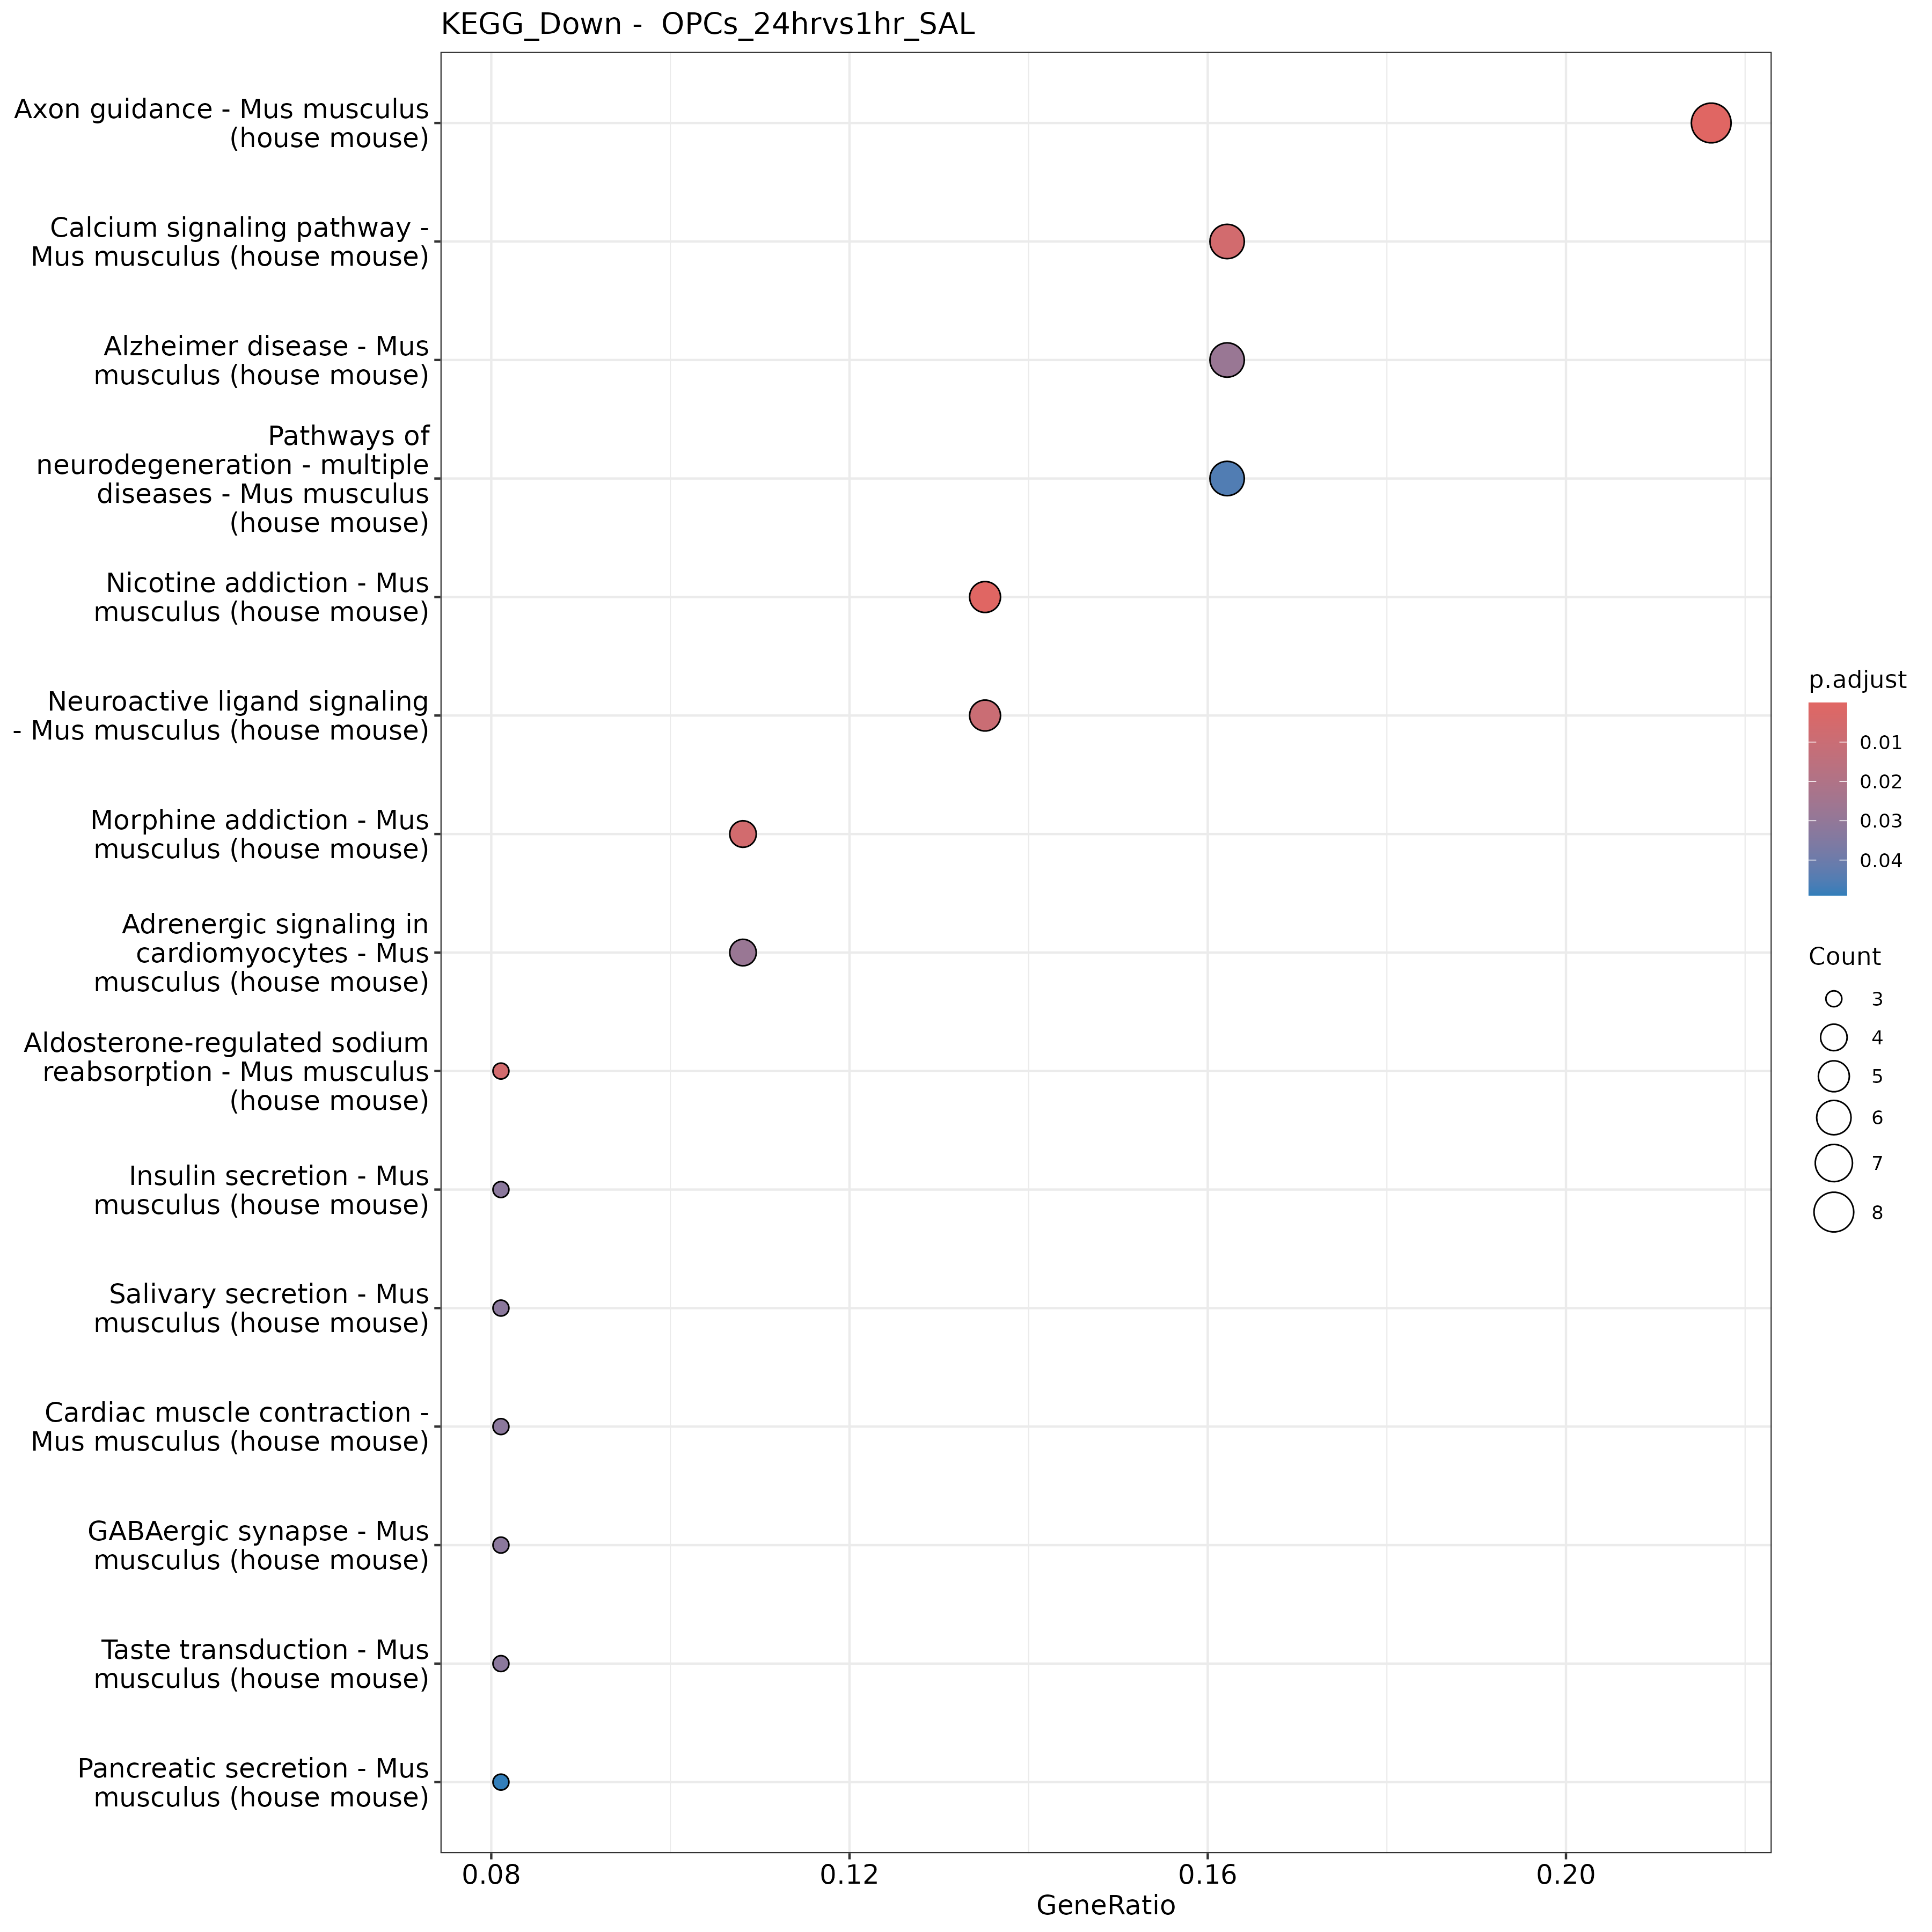 KEGG_Down -  OPCs_24hrvs1hr_SAL
Axon guidance - Mus musculus
(house mouse)
Calcium signaling pathway -
Mus musculus (house mouse)
Alzheimer disease - Mus
musculus (house mouse)
Pathways of
neurodegeneration - multiple
diseases - Mus musculus
(house mouse)
Nicotine addiction - Mus
musculus (house mouse)
Neuroactive ligand signaling
- Mus musculus (house mouse)
Morphine addiction - Mus
musculus (house mouse)
Adrenergic signaling in
cardiomyocytes - Mus
musculus (house mouse)
Aldosterone-regulated sodium
reabsorption - Mus musculus
(house mouse)
Insulin secretion - Mus
musculus (house mouse)
Salivary secretion - Mus
musculus (house mouse)
Cardiac muscle contraction -
Mus musculus (house mouse)
GABAergic synapse - Mus
musculus (house mouse)
Taste transduction - Mus
musculus (house mouse)
Pancreatic secretion - Mus
musculus (house mouse)
0.08 0.12 0.16 0.20
GeneRatio
p.adjust
0.01
0.02
0.03
0.04
Count
3
4
5
6
7
8